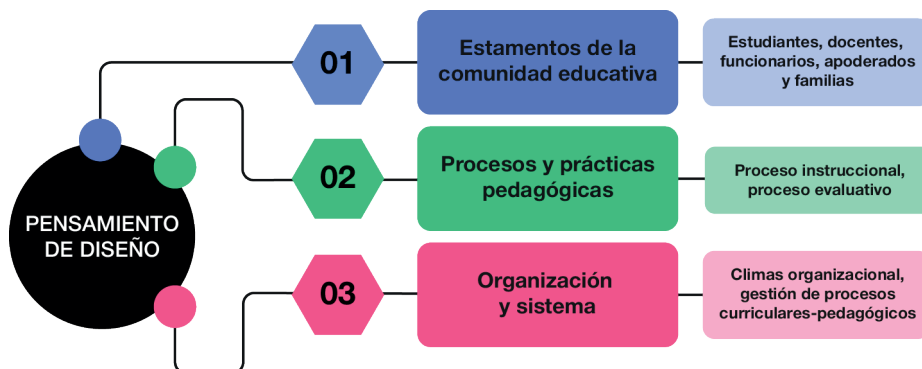 PENSAMIENTO
DE DISEÑO
01
Estamentos de la
comunidad educativa
Estudiantes, docentes,
funcionarios, apoderados
y familias
02
Procesos y prácticas
pedagógicas
Proceso instruccional,
proceso evaluativo
03
Organización
y sistema
Climas organizacional,
gestión de procesos
curriculares-pedagógicos